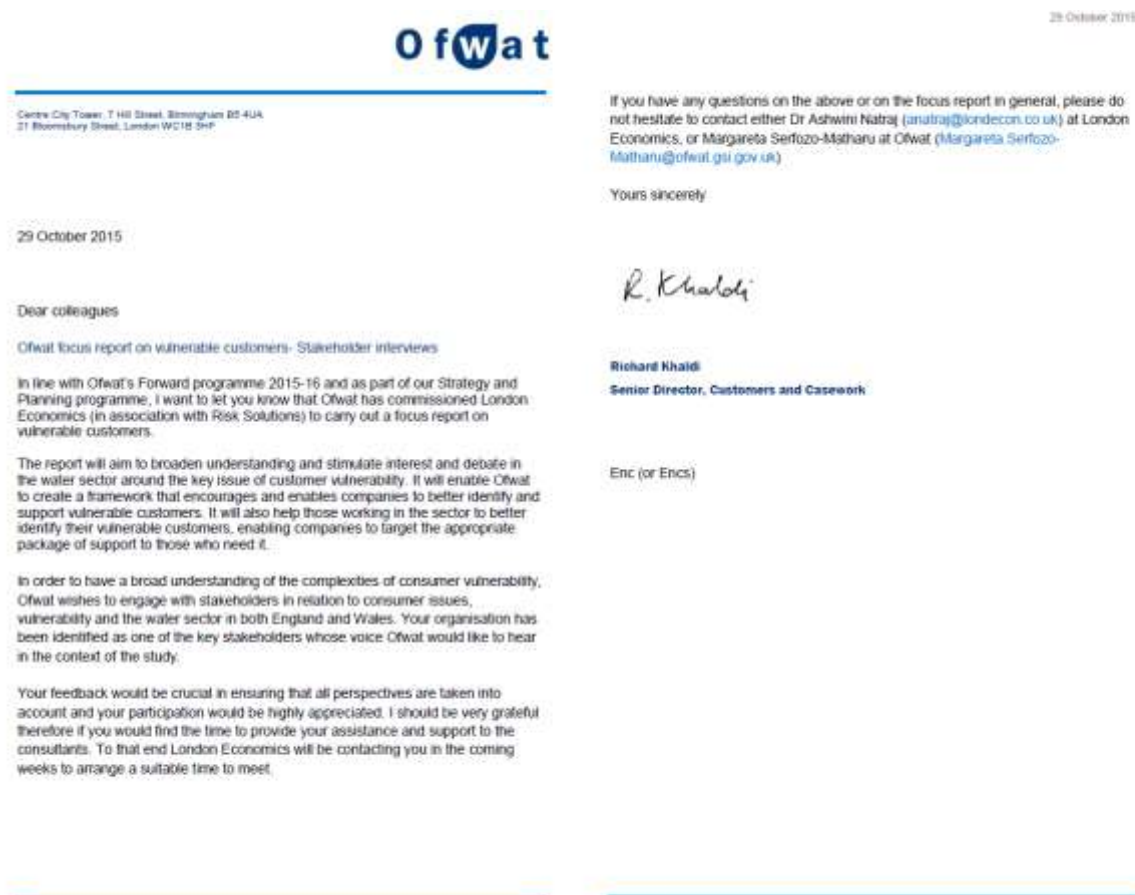 Ofwat
Centre City Tower, 7 Hill Street, Birmingham B5 4UA
21 Bloomsbury Street, London WC1B 3HF
29 October 2015
Dear colleagues
Ofwat focus report on vulnerable customers- Stakeholder interviews
In line with Ofwat's Forward programme 2015-16 and as part of our Strategy and
Planning programme, I want to let you know that Ofwat has commissioned London
Economics (in association with Risk Solutions) to carry out a focus report on
vulnerable customers.
The report will aim to broaden understanding and stimulate interest and debate in
the water sector around the key issue of customer vulnerability. It will enable Ofwat
to create a framework that encourages and enables companies to better identify and
support vulnerable customers. It will also help those working in the sector to better
identify their vulnerable customers, enabling companies to target the appropriate
package of support to those who need it.
In order to have a broad understanding of the complexities of consumer vulnerability,
Ofwat wishes to engage with stakeholders in relation to consumer issues,
vulnerability and the water sector in both England and Wales. Your organisation has
been identified as one of the key stakeholders whose voice Ofwat would like to hear
in the context of the study.
Your feedback would be crucial in ensuring that all perspectives are taken into
account and your participation would be highly appreciated. I should be very grateful
therefore if you would find the time to provide your assistance and support to the
consultants. To that end London Economics will be contacting you in the coming
weeks to arrange a suitable time to meet.
29 October 2015
If you have any questions on the above or on the focus report in general, please do
not hesitate to contact either Dr Ashwini Natraj (anatraj@londecon.co.uk) at London
Economics, or Margareta Serfozo-Matharu at Ofwat (Margareta.Serfozo-
Matharu@ofwat.gsi.gov.uk)
Yours sincerely
R. Khaldi
Richard Khaldi
Senior Director, Customers and Casework
Enc (or Encs)